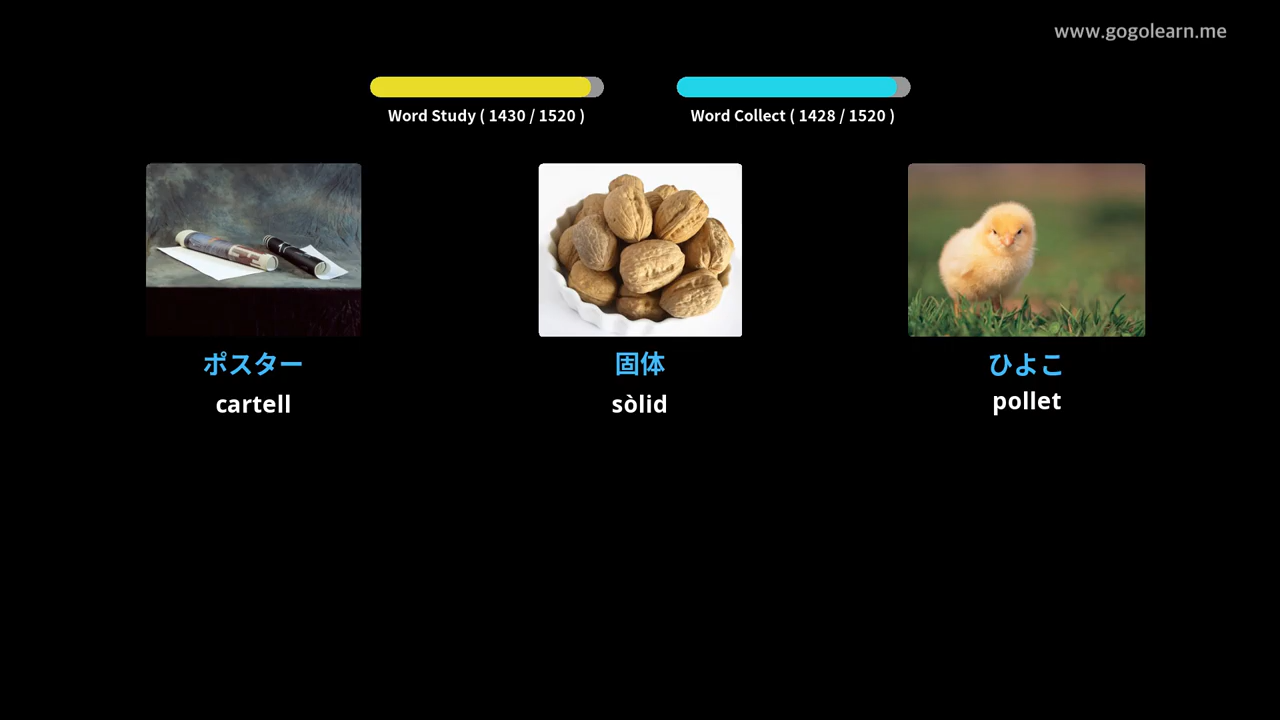 www.gogolearn.me
Word Study ( 1430 / 1520 )
Word Collect ( 1428 / 1520 )
ポスター
cartell
固体
sòlid
ひよこ
pollet